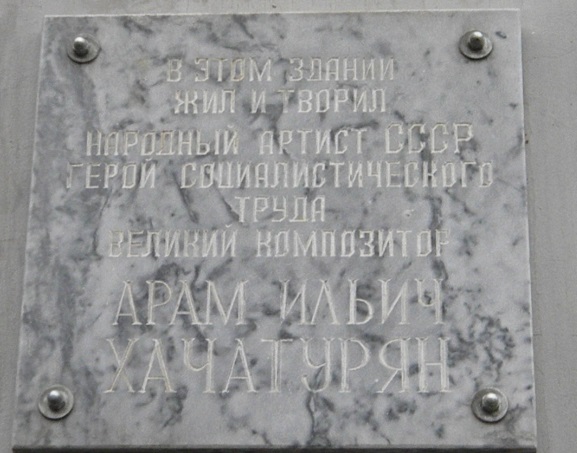 В ЭТОМ ЗДАНИИ
ЖИЛ И ТВОРИЛ
НАРОДНЫЙ АРТИСТ СССР
ГЕРОЙ СОЦИАЛИСТИЧЕСКОГО
ТРУДА
ВЕЛИКИЙ КОМПОЗИТОР
АРАМ ИЛЬИЧ
ХАЧАТУРЯН